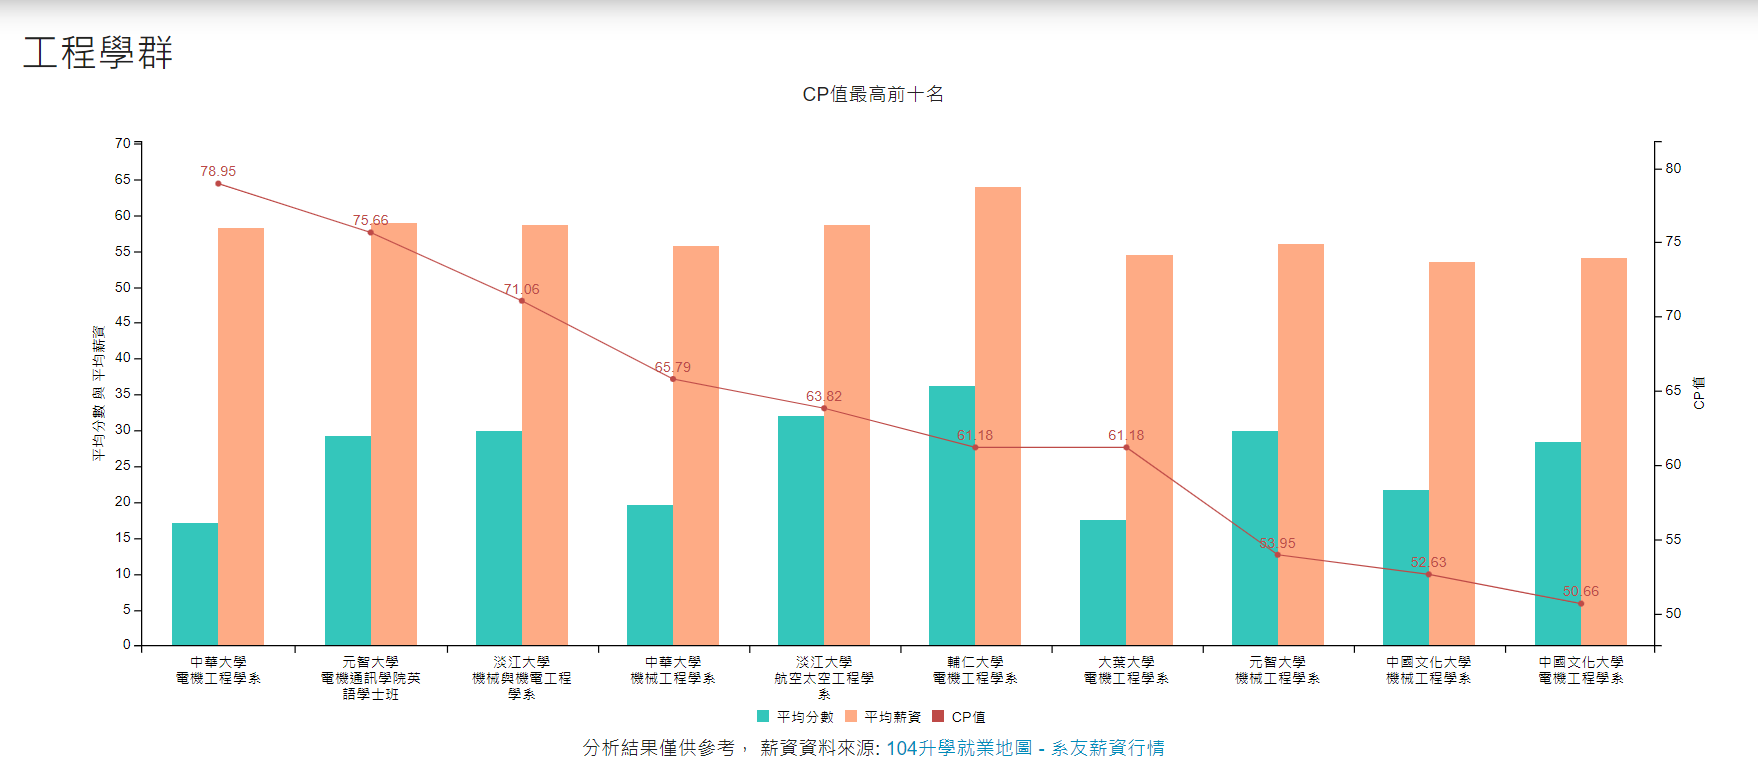 工程學群
CP值最高前十名
70
65
60
55
50
45
40
35
30
25
20
15
10
5
0
平均分數 與 平均薪資
80
75
70
65
60
55
50
CP值
78.95
75.66
71.06
65.79
63.82
61.18
61.18
53.95
52.63
50.66
中華大學
電機工程學系
元智大學
電機通訊學院英
語學士班
淡江大學
機械與機電工程
學系
中華大學
機械工程學系
淡江大學
航空太空工程學
系
輔仁大學
電機工程學系
大葉大學
電機工程學系
元智大學
機械工程學系
中國文化大學
機械工程學系
中國文化大學
電機工程學系
平均分數 平均薪資 CP值
分析結果僅供參考， 薪資資料來源: 104升學就業地圖 - 系友薪資行情